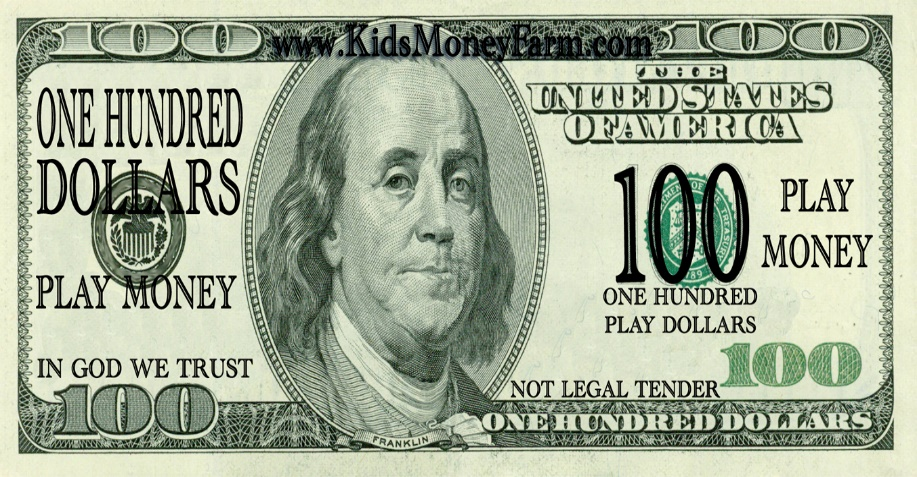 100 www.KidsMoneyFarm.com 100
THE
UNITED STATES
OF AMERICA
ONE HUNDRED
DOLLARS
100
PLAY
MONEY
PLAY MONEY
ONE HUNDRED
PLAY DOLLARS
IN GOD WE TRUST
100
NOT LEGAL TENDER
100
FRANKLIN
ONE HUNDRED DOLLARS